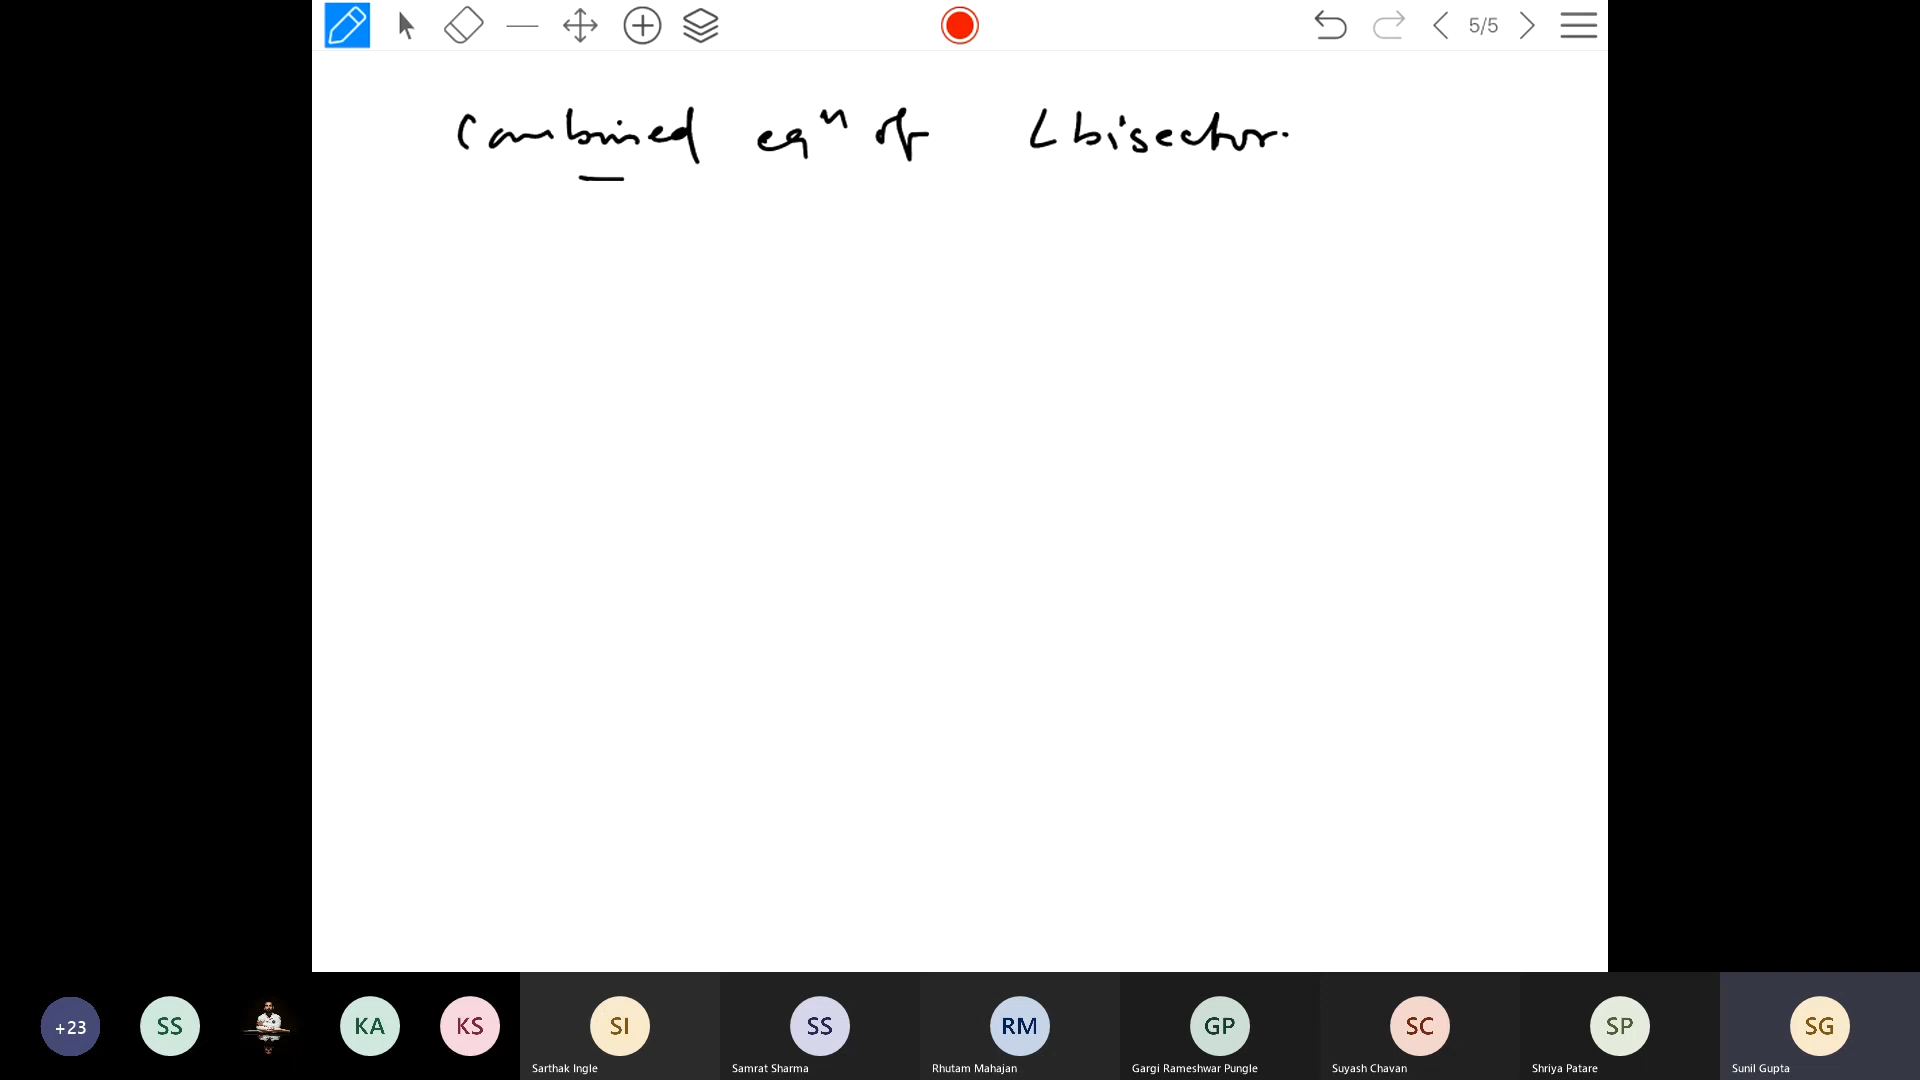 5/5
Combined eqⁿ of ∠bisector.
+23
SS
KA
KS
SI
SS
RM
GP
SC
SP
SG
Sarthak Ingle
Samrat Sharma
Rhutam Mahajan
Gargi Rameshwar Pungle
Suyash Chavan
Shriya Patare
Sunil Gupta